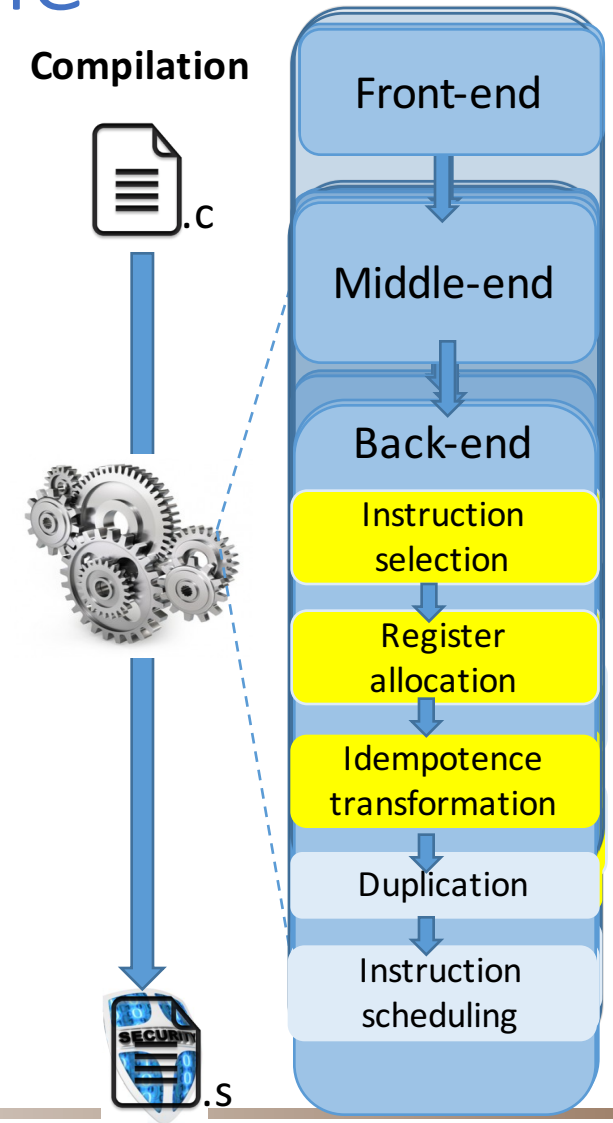 Compilation
.c
Front-end
Middle-end
Back-end
Instruction
selection
Register
allocation
Idempotence
transformation
Duplication
Instruction
scheduling
SECURITY
.s